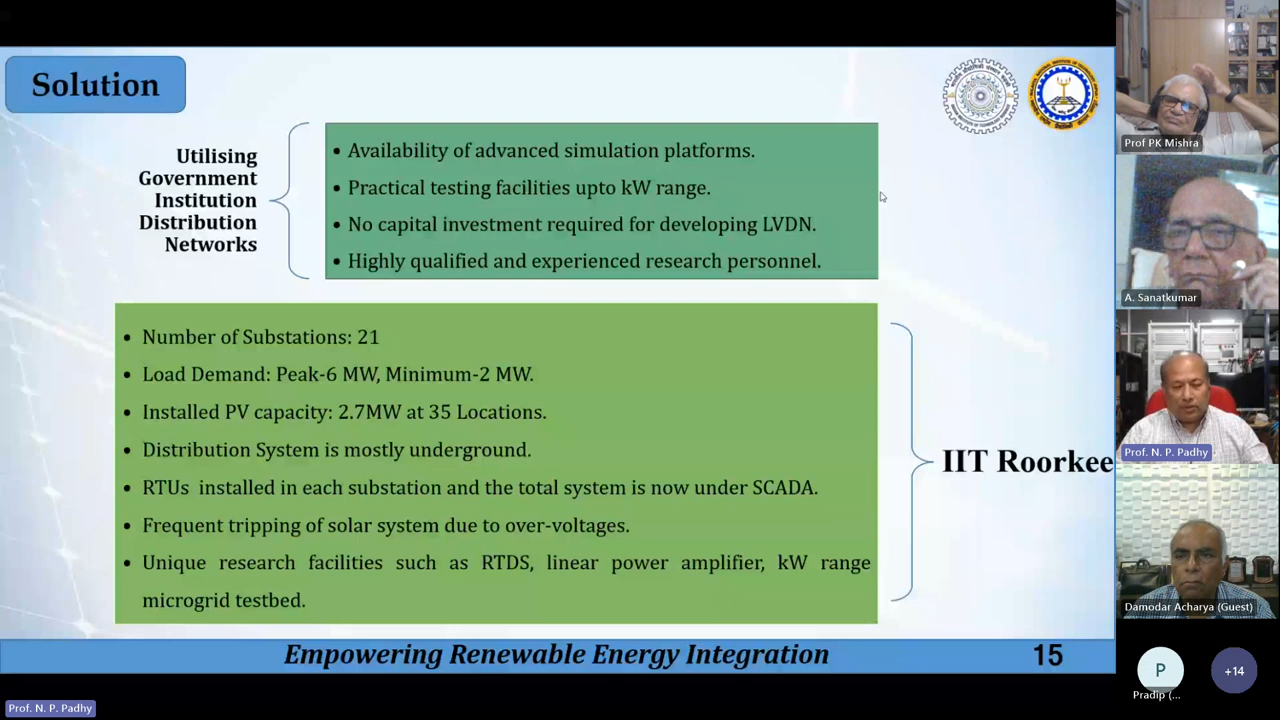 Solution
Utilising
Government
Institution
Distribution
Networks
• Availability of advanced simulation platforms.
• Practical testing facilities upto kW range.
• No capital investment required for developing LVDN.
• Highly qualified and experienced research personnel.
• Number of Substations: 21
• Load Demand: Peak-6 MW, Minimum-2 MW.
• Installed PV capacity: 2.7MW at 35 Locations.
• Distribution System is mostly underground.
• RTUs installed in each substation and the total system is now under SCADA.
• Frequent tripping of solar system due to over-voltages.
• Unique research facilities such as RTDS, linear power amplifier, kW range
microgrid testbed.
IIT Roorkee
Empowering Renewable Energy Integration
15
Prof. N. P. Padhy
Prof PK Mishra
A. Sanatkumar
Prof. N. P. Padhy
Damodar Acharya (Guest)
P
Pradip (...
+14